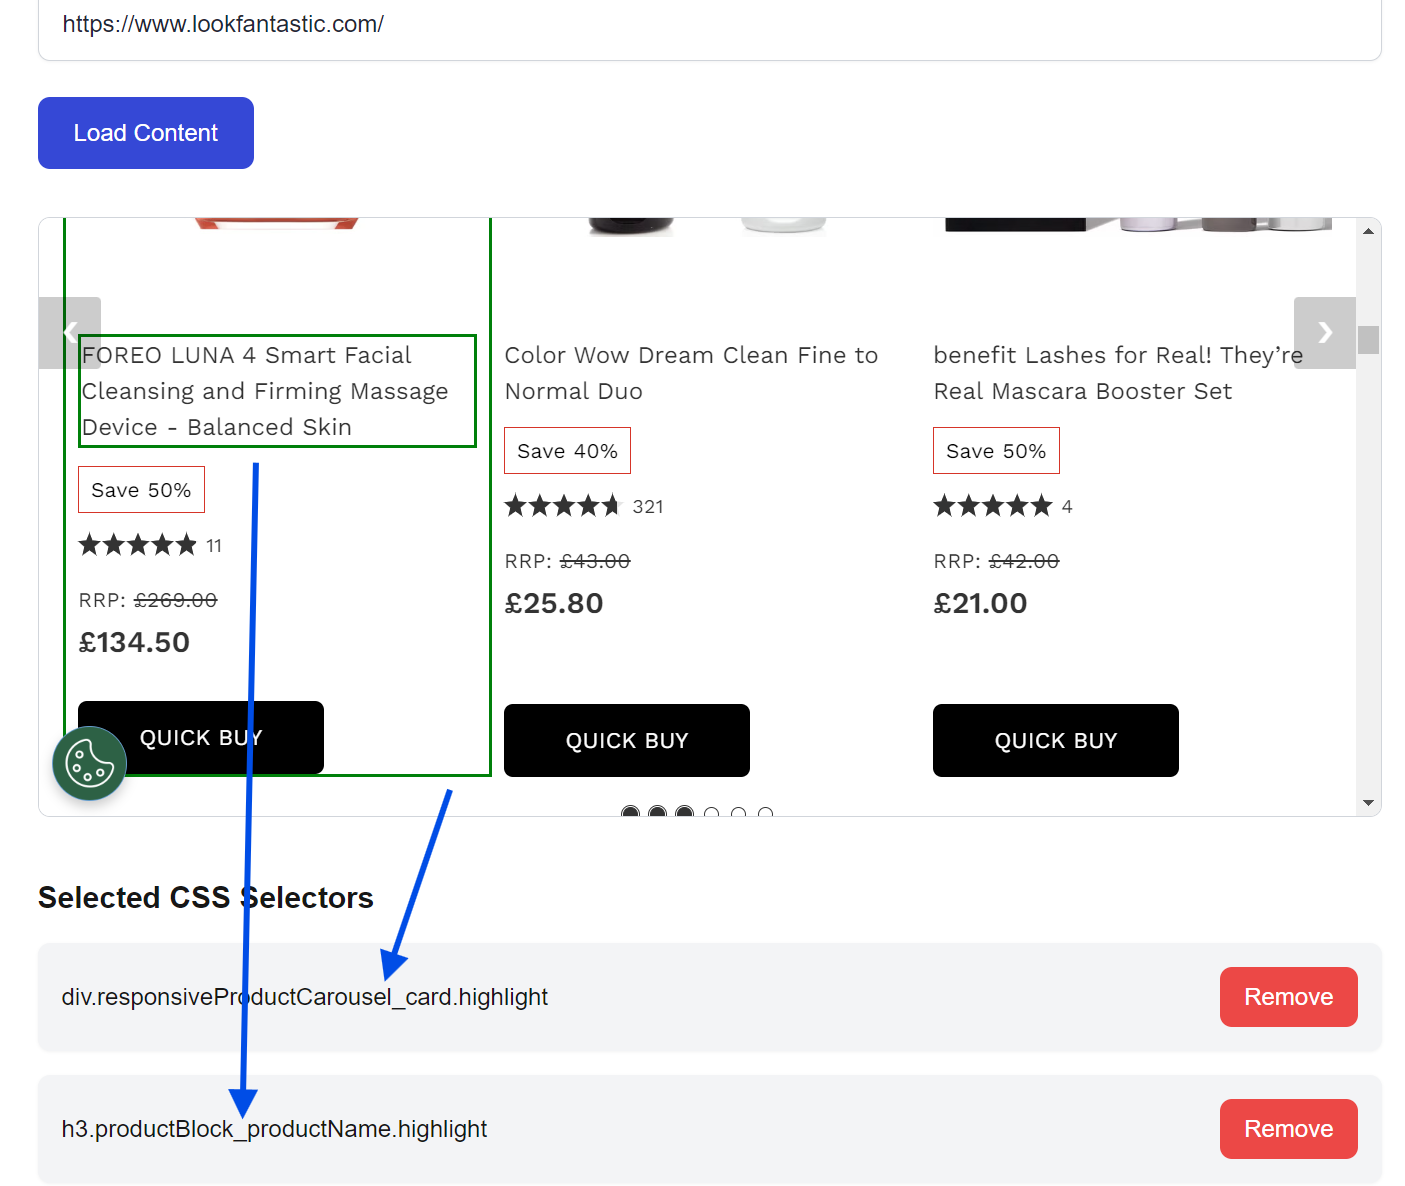 https://www.lookfantastic.com/
Load Content
FOREO LUNA 4 Smart Facial
Cleansing and Firming Massage
Device - Balanced Skin
Save 50%
11
RRP: £269.00
£134.50
QUICK BUY
Color Wow Dream Clean Fine to
Normal Duo
Save 40%
321
RRP: £43.00
£25.80
QUICK BUY
benefit Lashes for Real! They’re
Real Mascara Booster Set
Save 50%
4
RRP: £42.00
£21.00
QUICK BUY
Selected CSS Selectors
div.responsiveProductCarousel_card.highlight
Remove
h3.productBlock_productName.highlight
Remove